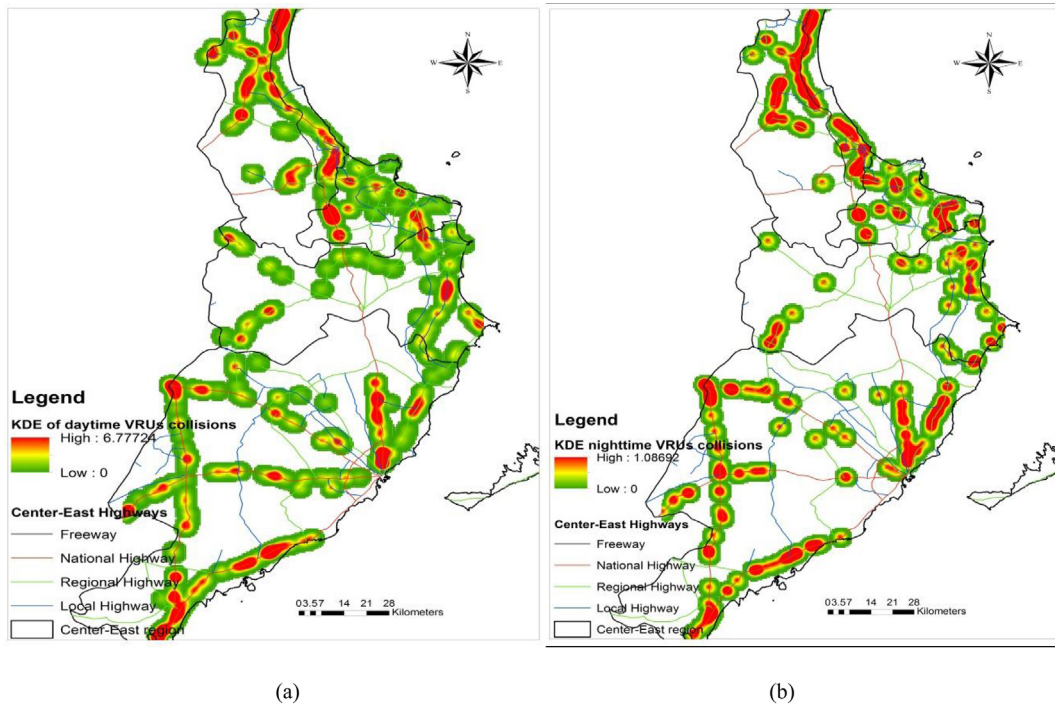 N
W E
S
Legend
KDE of daytime VRUs collisions
High : 6.77724
Low : 0
Center-East Highways
Freeway
National Highway
Regional Highway
Local Highway
Center-East region
03.57 14 21 28
Kilometers
(a)
N
W E
S
Legend
KDE nighttime VRUs collisions
High : 1.08692
Low : 0
Center-East Highways
Freeway
National Highway
Regional Highway
Local Highway
Center-East region
03.57 14 21 28
Kilometers
(b)